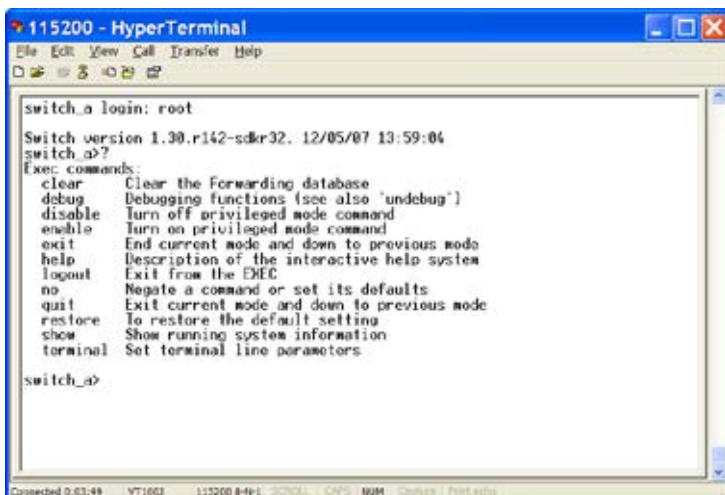 115200 - HyperTerminal
File Edit View Call Transfer Help
switch_a login: root
Switch version 1.30.r142-sdkr32. 12/05/07 13:59:04
switch_a>?
Exec commands:
clear Clear the Forwarding database
debug Debugging functions (see also 'undebug')
disable Turn off privileged mode command
enable Turn on privileged mode command
exit End current mode and down to previous mode
help Description of the interactive help system
logout Exit from the EXEC
no Negate a command or set its defaults
quit Exit current mode and down to previous mode
restore To restore the default setting
show Show running system information
terminal Set terminal line parameters
switch_a>
Connected 0:03:49 115200 8-N-1 SCROLL CAPS NUM Capture Print echo